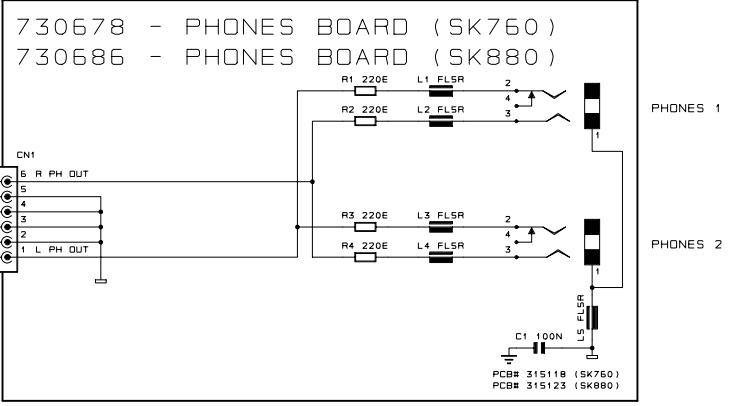 730678 - PHONES BOARD (SK760)
730686 - PHONES BOARD (SK880)
R1 220E L1 FLSR 2
4
R2 220E L2 FLSR 3
PHONES 1
1
CN1
6 R PH OUT
5
4
3
2
1 L PH OUT
R3 220E L3 FLSR 2
4
R4 220E L4 FLSR 3
PHONES 2
1
L5 FLSR
C1 100N
PCB# 315118 (SK760)
PCB# 315123 (SK880)